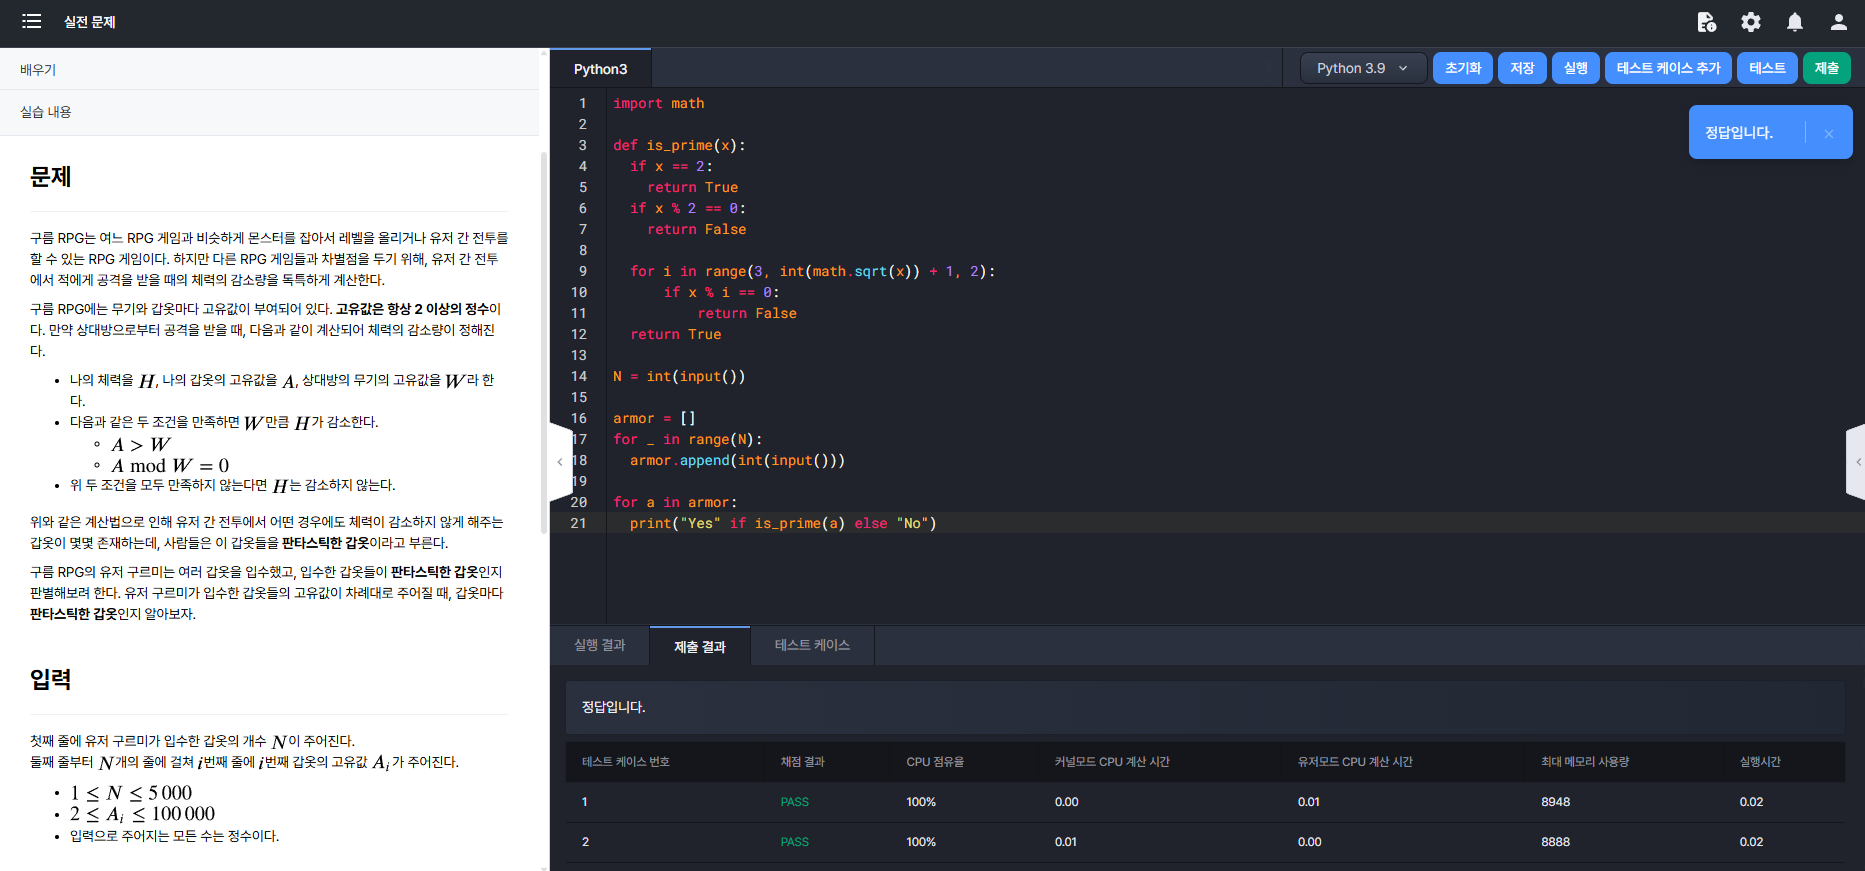 실전 문제
배우기
실습 내용
문제
구름 RPG는 여느 RPG 게임과 비슷하게 몬스터를 잡아서 레벨을 올리거나 유저 간 전투를
할 수 있는 RPG 게임이다. 하지만 다른 RPG 게임들과 차별점을 두기 위해, 유저 간 전투
에서 적에게 공격을 받을 때의 체력의 감소량을 독특하게 계산한다.
구름 RPG에는 무기와 갑옷마다 고유값이 부여되어 있다. 고유값은 항상 2 이상의 정수이
다. 만약 상대방으로부터 공격을 받을 때, 다음과 같이 계산되어 체력의 감소량이 정해진
다.
• 나의 체력을 H, 나의 갑옷의 고유값을 A, 상대방의 무기의 고유값을 W라 한
다.
• 다음과 같은 두 조건을 만족하면 W만큼 H가 감소한다.
◦ A > W
◦ A mod W = 0
• 위 두 조건을 모두 만족하지 않는다면 H는 감소하지 않는다.
위와 같은 계산법으로 인해 유저 간 전투에서 어떤 경우에도 체력이 감소하지 않게 해주는
갑옷이 몇몇 존재하는데, 사람들은 이 갑옷들을 판타스틱한 갑옷이라고 부른다.
구름 RPG의 유저 구르미는 여러 갑옷을 입수했고, 입수한 갑옷들이 판타스틱한 갑옷인지
판별해보려 한다. 유저 구르미가 입수한 갑옷들의 고유값이 차례대로 주어질 때, 갑옷마다
판타스틱한 갑옷인지 알아보자.
입력
첫째 줄에 유저 구르미가 입수한 갑옷의 개수 N이 주어진다.
둘째 줄부터 N개의 줄에 걸쳐 i번째 줄에 i번째 갑옷의 고유값 A_i가 주어진다.
• 1 ≤ N ≤ 5 000
• 2 ≤ A_i ≤ 100 000
• 입력으로 주어지는 모든 수는 정수이다.
Python3
Python 3.9 초기화 저장 실행 테스트 케이스 추가 테스트 제출
정답입니다. ×
1 import math
2
3 def is_prime(x):
4   if x == 2:
5     return True
6   if x % 2 == 0:
7     return False
8
9   for i in range(3, int(math.sqrt(x)) + 1, 2):
10       if x % i == 0:
11           return False
12   return True
13
14 N = int(input())
15
16 armor = []
17 for _ in range(N):
18   armor.append(int(input()))
19
20 for a in armor:
21   print("Yes" if is_prime(a) else "No")
실행 결과 제출 결과 테스트 케이스
정답입니다.
테스트 케이스 번호 채점 결과 CPU 점유율 커널모드 CPU 계산 시간 유저모드 CPU 계산 시간 최대 메모리 사용량 실행시간
1 PASS 100% 0.00 0.01 8948 0.02
2 PASS 100% 0.01 0.00 8888 0.02